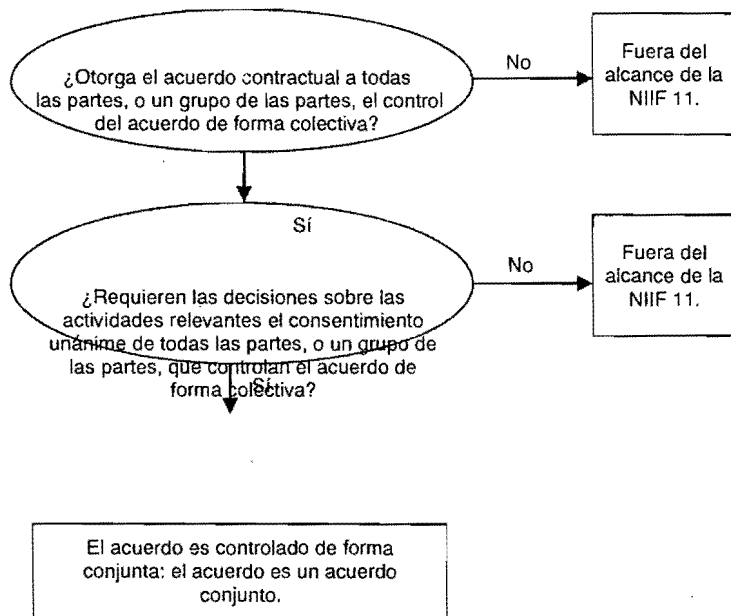 ¿Otorga el acuerdo contractual a todas
las partes, o un grupo de las partes, el control
del acuerdo de forma colectiva?
No
Fuera del
alcance de la
NIIF 11.
Sí
¿Requieren las decisiones sobre las
actividades relevantes el consentimiento
unánime de todas las partes, o un grupo de
las partes, que controlan el acuerdo de
forma colectiva?
No
Fuera del
alcance de la
NIIF 11.
Sí
El acuerdo es controlado de forma
conjunta: el acuerdo es un acuerdo
conjunto.